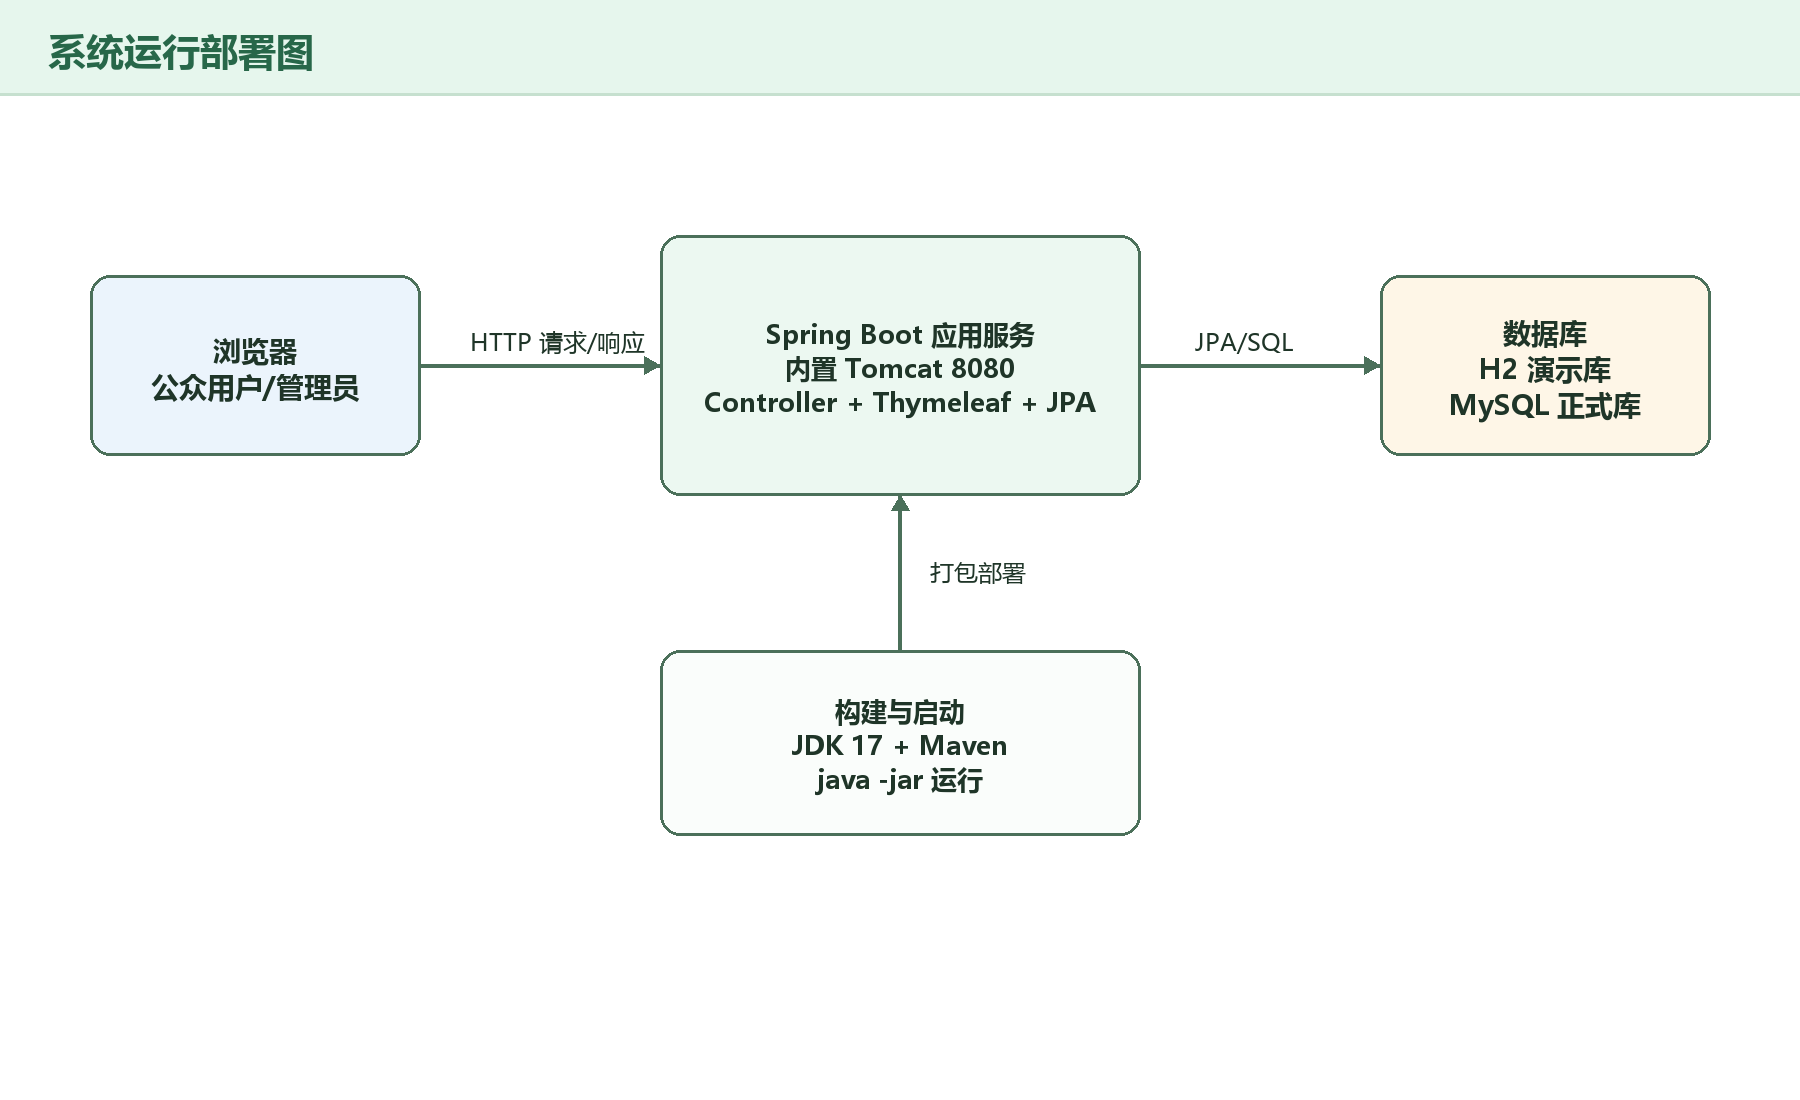 系统运行部署图
浏览器
公众用户/管理员
HTTP 请求/响应
Spring Boot 应用服务
内置 Tomcat 8080
Controller + Thymeleaf + JPA
JPA/SQL
数据库
H2 演示库
MySQL 正式库
打包部署
构建与启动
JDK 17 + Maven
java -jar 运行